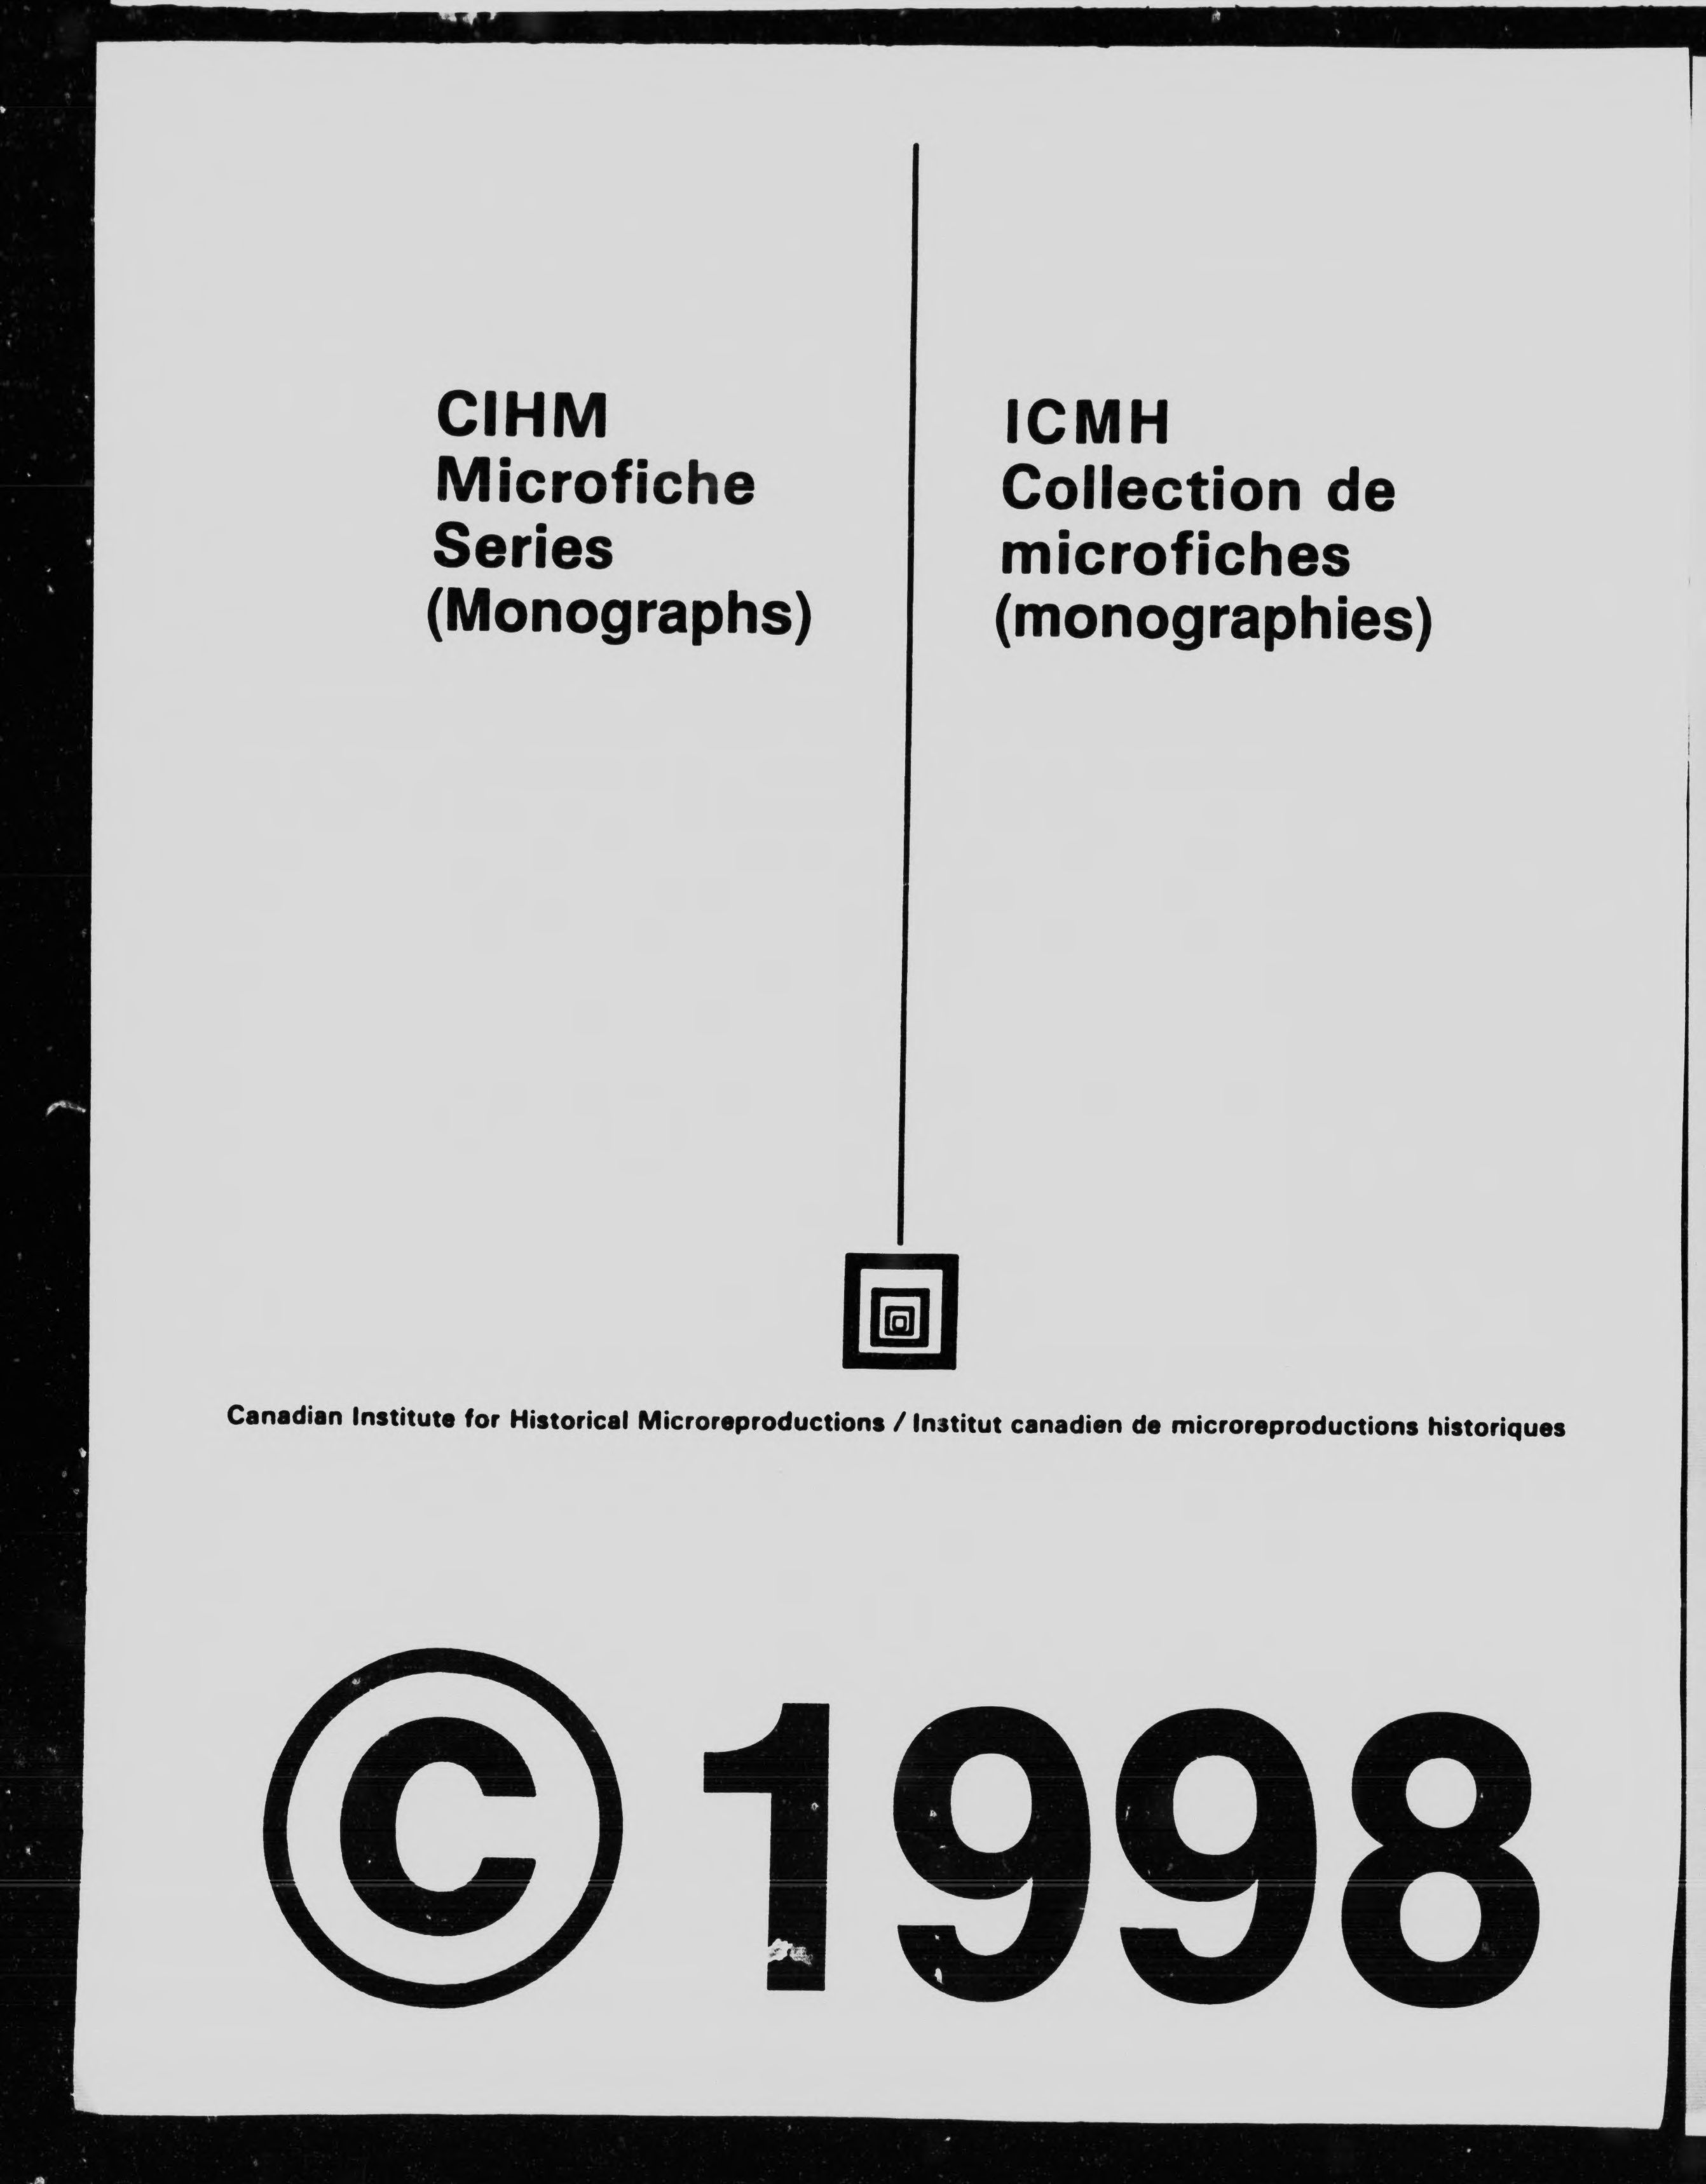 CIHM
Microfiche
Series
(Monographs)
ICMH
Collection de
microfiches
(monographies)
Canadian Institute for Historical Microreproductions / Institut canadien de microreproductions historiques
© 1998